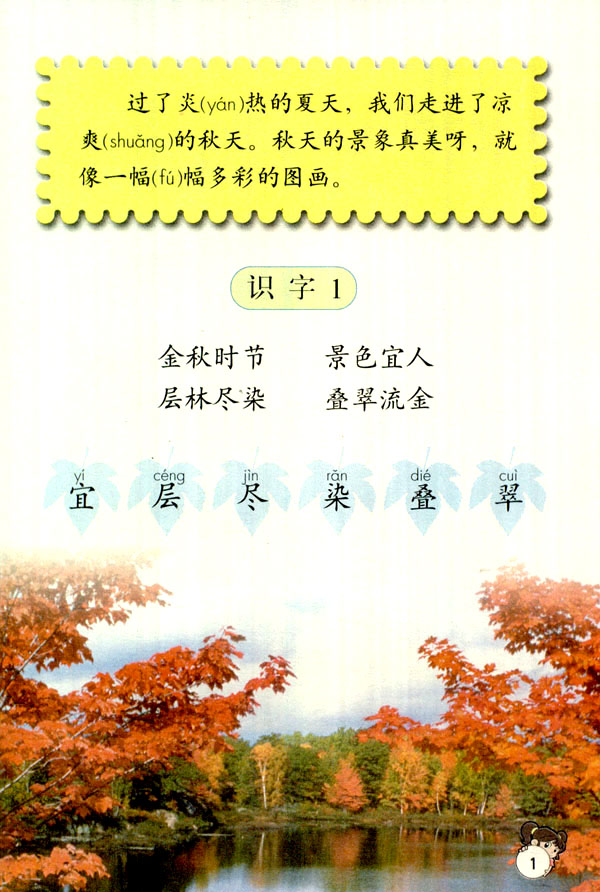 过了炎(yán)热的夏天，我们走进了凉
爽(shuǎng)的秋天。秋天的景象真美呀，就
像一幅(fú)幅多彩的图画。
识字1
金秋时节 景色宜人
层林尽染 叠翠流金
yí céng jìn rǎn dié cuì
宜 层 尽 染 叠 翠
1